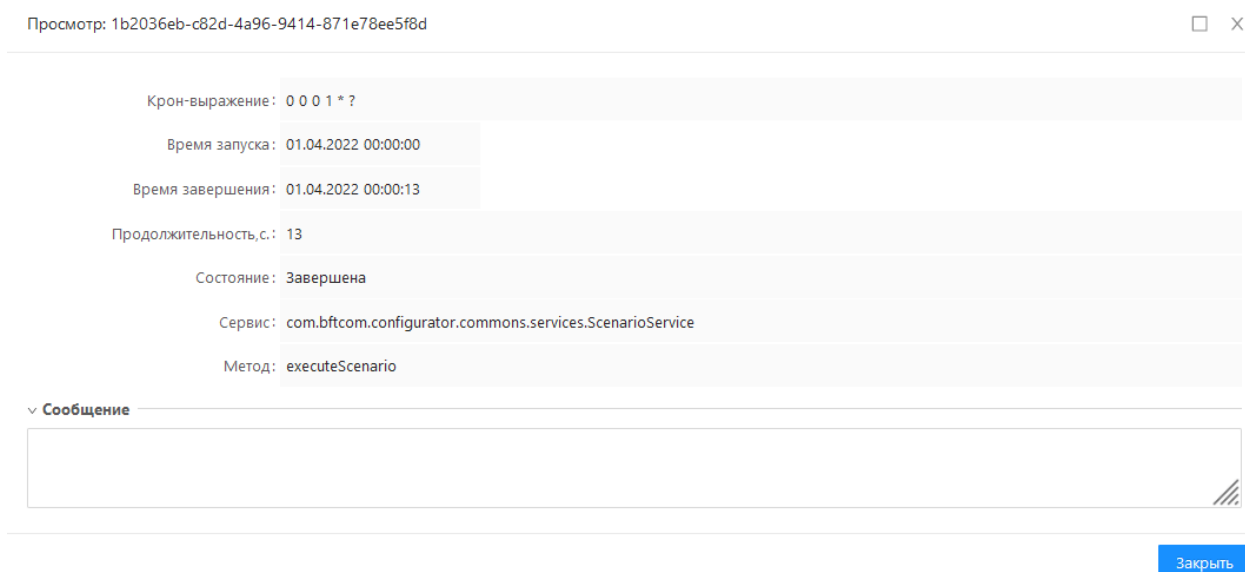 Просмотр: 1b2036eb-c82d-4a96-9414-871e78ee5f8d
Крон-выражение: 0 0 0 1 * ?
Время запуска: 01.04.2022 00:00:00
Время завершения: 01.04.2022 00:00:13
Продолжительность,с.: 13
Состояние: Завершена
Сервис: com.bftcom.configurator.commons.services.ScenarioService
Метод: executeScenario
Сообщение
Закрыть